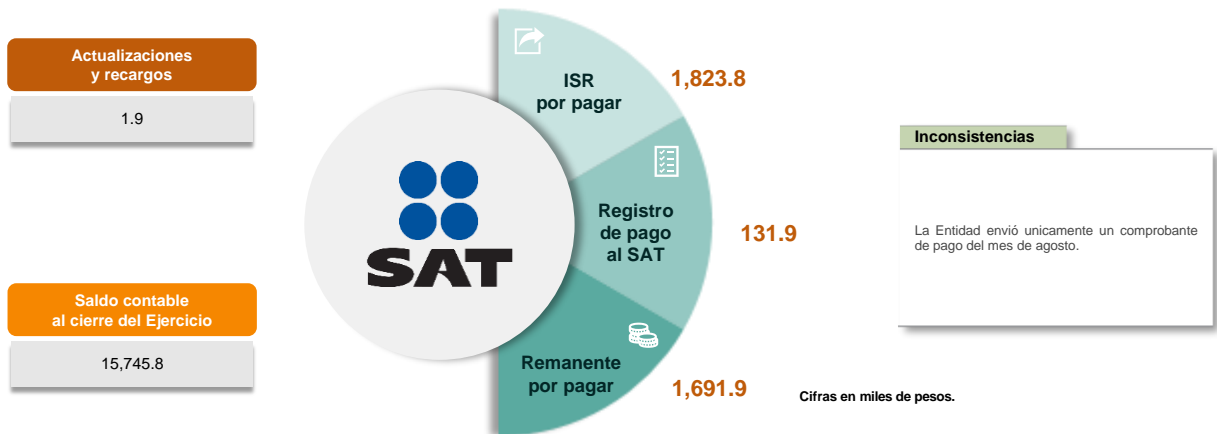 Actualizaciones
y recargos
1.9
Saldo contable
al cierre del Ejercicio
15,745.8
SAT
ISR
por pagar
1,823.8
Registro
de pago
al SAT
131.9
Remanente
por pagar
1,691.9
Inconsistencias
La Entidad envió unicamente un comprobante
de pago del mes de agosto.
Cifras en miles de pesos.